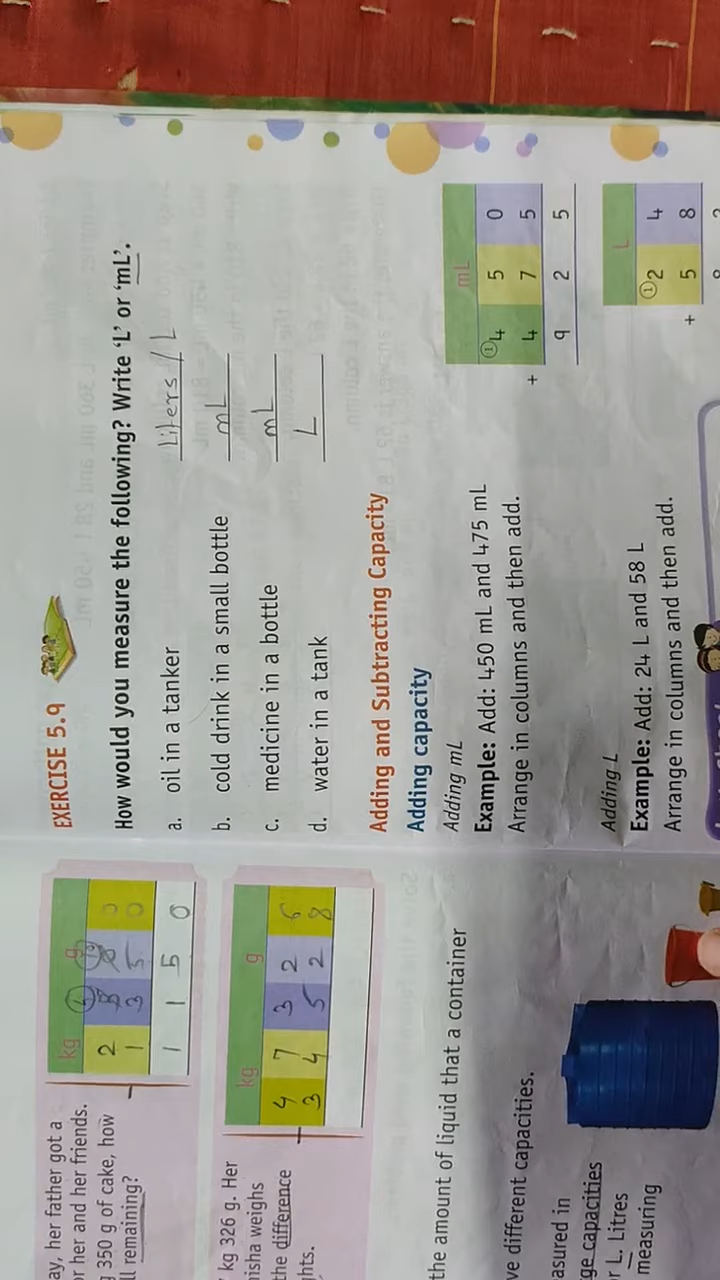 ay, her father got a
or her and her friends.
350 g of cake, how
ll remaining?
kg g
1 1 5 0
kg 326 g. Her
nisha weighs
the difference
hts.
kg g
4 7 3 2 6
3 4 5 2 8
the amount of liquid that a container
ve different capacities.
asured in
ge capacities
r L. Litres
measuring
EXERCISE 5.9
How would you measure the following? Write ‘L’ or ‘mL’.
a. oil in a tanker Liters / L
b. cold drink in a small bottle mL
c. medicine in a bottle mL
d. water in a tank L
Adding and Subtracting Capacity
Adding capacity
Adding mL
Example: Add: 450 mL and 475 mL
Arrange in columns and then add.
mL
1
4 5 0
+ 4 7 5
9 2 5
Adding L
Example: Add: 24 L and 58 L
Arrange in columns and then add.
L
1
2 4
+ 5 8